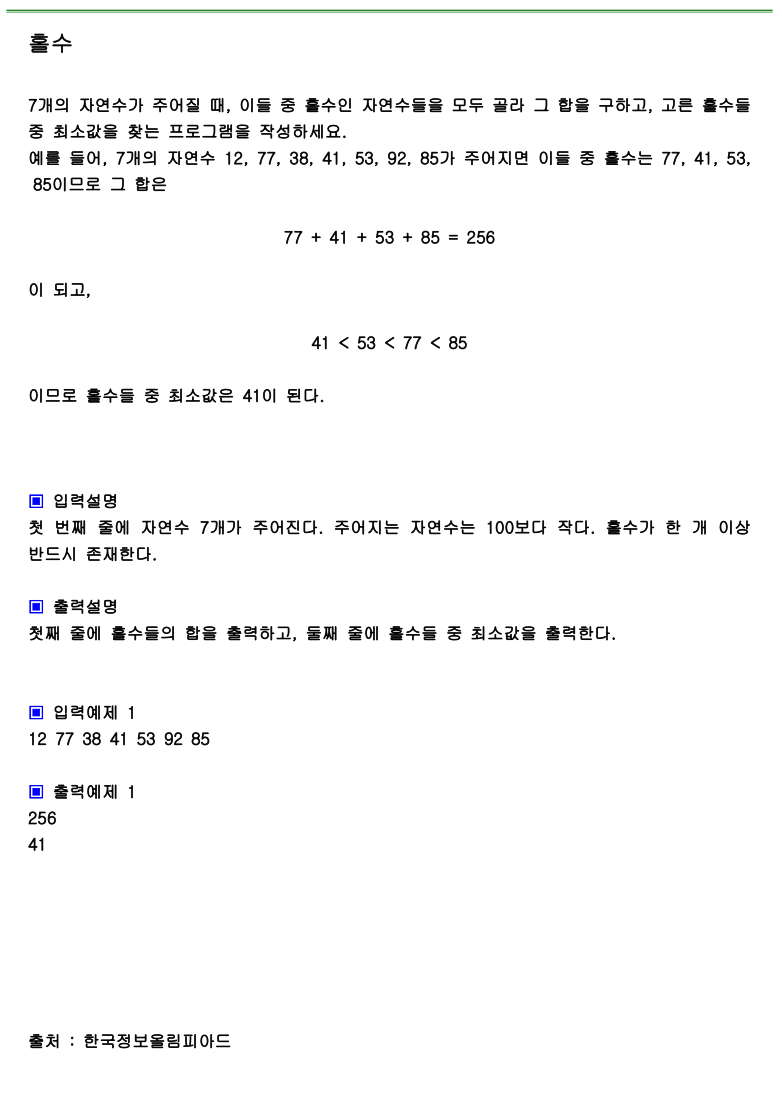 홀수
7개의 자연수가 주어질 때, 이들 중 홀수인 자연수들을 모두 골라 그 합을 구하고, 고른 홀수들
중 최소값을 찾는 프로그램을 작성하세요.
예를 들어, 7개의 자연수 12, 77, 38, 41, 53, 92, 85가 주어지면 이들 중 홀수는 77, 41, 53,
85이므로 그 합은
77 + 41 + 53 + 85 = 256
이 되고,
41 < 53 < 77 < 85
이므로 홀수들 중 최소값은 41이 된다.
▣ 입력설명
첫 번째 줄에 자연수 7개가 주어진다. 주어지는 자연수는 100보다 작다. 홀수가 한 개 이상
반드시 존재한다.
▣ 출력설명
첫째 줄에 홀수들의 합을 출력하고, 둘째 줄에 홀수들 중 최소값을 출력한다.
▣ 입력예제 1
12 77 38 41 53 92 85
▣ 출력예제 1
256
41
출처 : 한국정보올림피아드